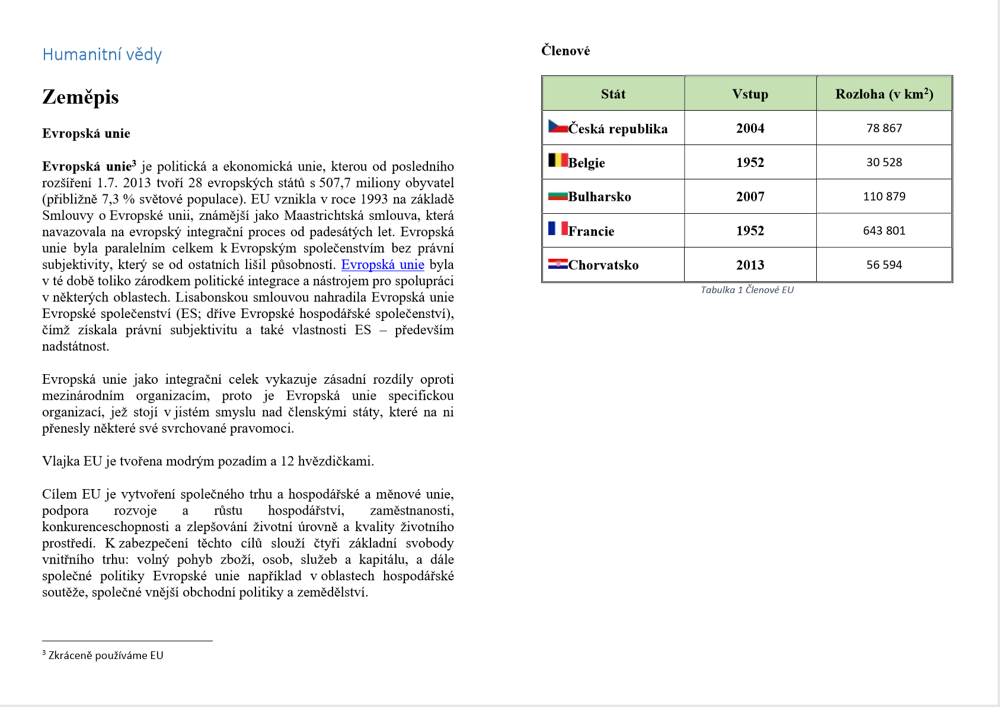 Humanitní vědy
Zeměpis
Evropská unie
Evropská unie³ je politická a ekonomická unie, kterou od posledního
rozšíření 1.7. 2013 tvoří 28 evropských států s 507,7 miliony obyvatel
(přibližně 7,3 % světové populace). EU vznikla v roce 1993 na základě
Smlouvy o Evropské unii, známější jako Maastrichtská smlouva, která
navazovala na evropský integrační proces od padesátých let. Evropská
unie byla paralelním celkem k Evropským společenstvím bez právní
subjektivity, který se od ostatních lišil působností. Evropská unie byla
v té době toliko zárodkem politické integrace a nástrojem pro spolupráci
v některých oblastech. Lisabonskou smlouvou nahradila Evropská unie
Evropské společenství (ES; dříve Evropské hospodářské společenství),
čímž získala právní subjektivitu a také vlastnosti ES – především
nadstátnost.
Evropská unie jako integrační celek vykazuje zásadní rozdíly oproti
mezinárodním organizacím, proto je Evropská unie specifickou
organizací, jež stojí v jistém smyslu nad členskými státy, které na ni
přenesly některé své svrchované pravomoci.
Vlajka EU je tvořena modrým pozadím a 12 hvězdičkami.
Cílem EU je vytvoření společného trhu a hospodářské a měnové unie,
podpora rozvoje a růstu hospodářství, zaměstnanosti,
konkurenceschopnosti a zlepšování životní úrovně a kvality životního
prostředí. K zabezpečení těchto cílů slouží čtyři základní svobody
vnitřního trhu: volný pohyb zboží, osob, služeb a kapitálu, a dále
společné politiky Evropské unie například v oblastech hospodářské
soutěže, společné vnější obchodní politiky a zemědělství.
³ Zkráceně používáme EU
Členové
Stát Vstup Rozloha (v km²)
Česká republika 2004 78 867
Belgie 1952 30 528
Bulharsko 2007 110 879
Francie 1952 643 801
Chorvatsko 2013 56 594
Tabulka 1 Členové EU